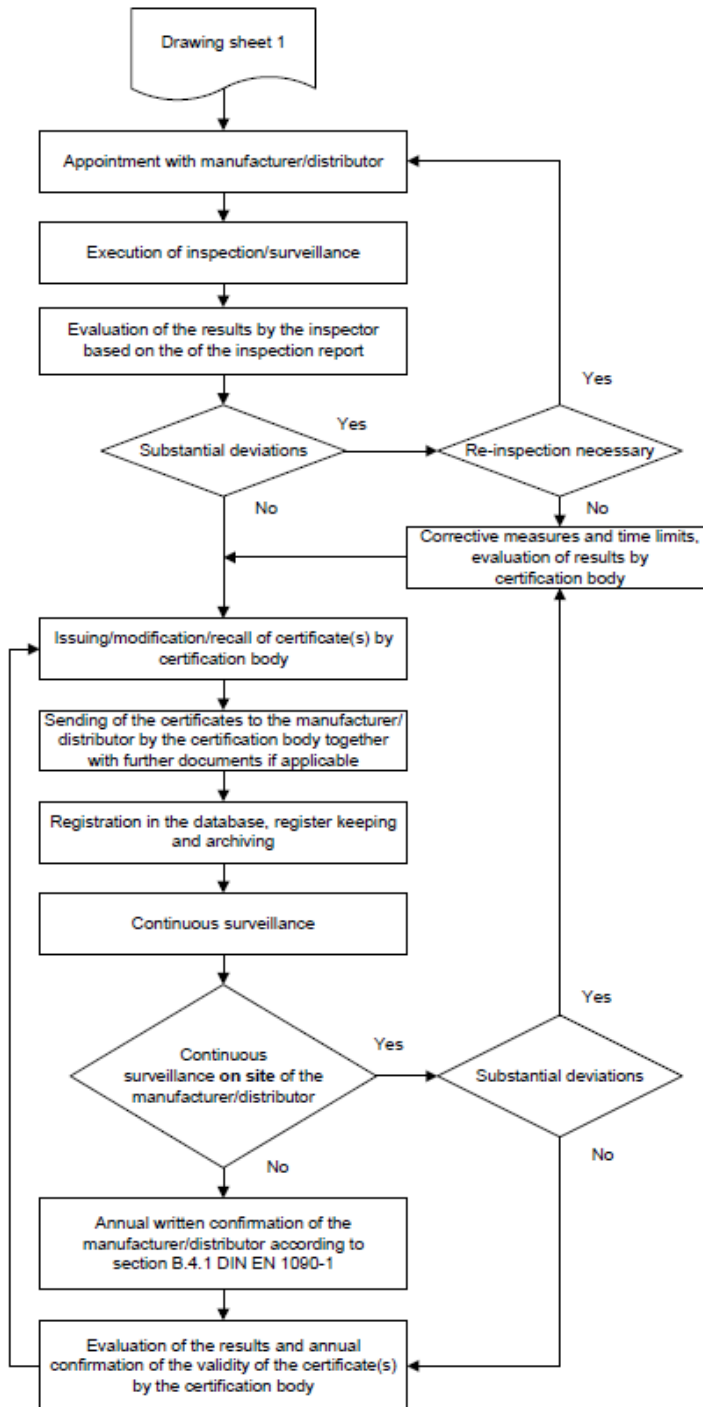 Drawing sheet 1
Appointment with manufacturer/distributor
Execution of inspection/surveillance
Evaluation of the results by the inspector
based on the of the inspection report
Yes
Yes
Substantial deviations
Re-inspection necessary
No
No
Corrective measures and time limits,
evaluation of results by
certification body
Issuing/modification/recall of certificate(s) by
certification body
Sending of the certificates to the manufacturer/
distributor by the certification body together
with further documents if applicable
Registration in the database, register keeping
and archiving
Continuous surveillance
Yes
Yes
Continuous
surveillance on site of the
manufacturer/distributor
Substantial deviations
No
No
Annual written confirmation of the
manufacturer/distributor according to
section B.4.1 DIN EN 1090-1
Evaluation of the results and annual
confirmation of the validity of the certificate(s)
by the certification body